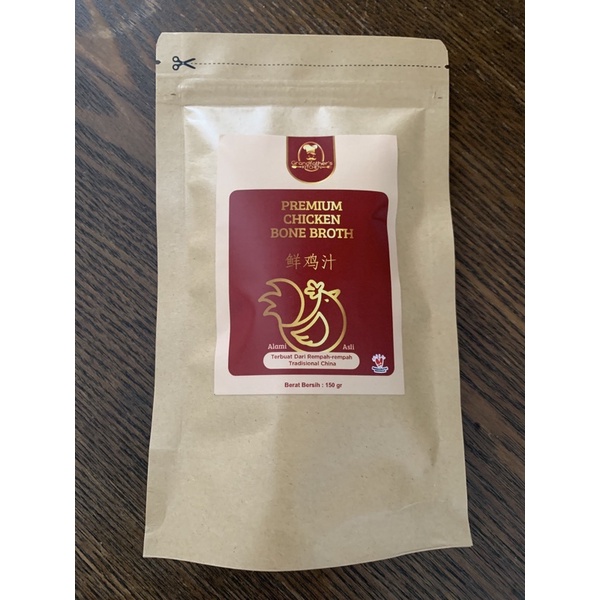 Grandfather's
PREMIUM
CHICKEN
BONE BROTH
鲜鸡汁
Alami Asli
Terbuat Dari Rempah-rempah
Tradisional China
Berat Bersih : 150 gr